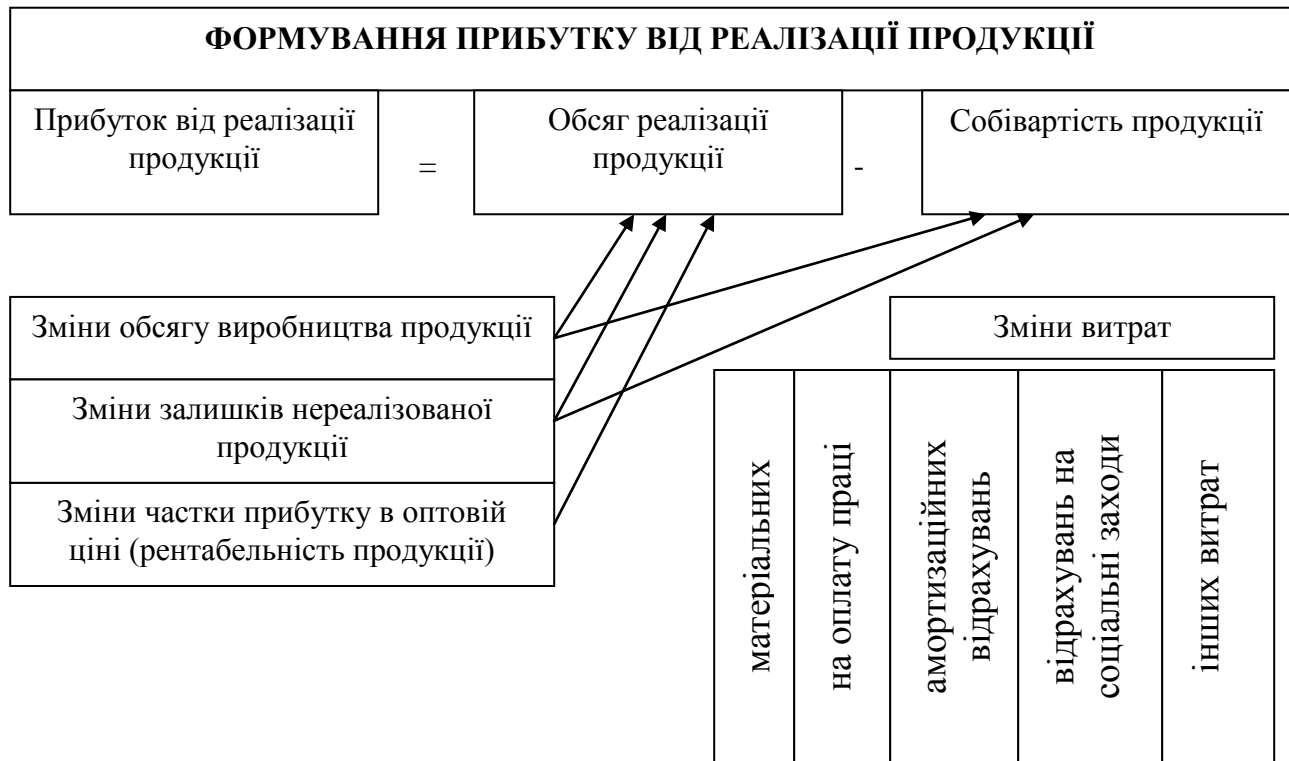 ФОРМУВАННЯ ПРИБУТКУ ВІД РЕАЛІЗАЦІЇ ПРОДУКЦІЇ
Прибуток від реалізації
продукції
=
Обсяг реалізації
продукції
-
Собівартість продукції
Зміни обсягу виробництва продукції
Зміни залишків нереалізованої
продукції
Зміни частки прибутку в оптовій
ціні (рентабельність продукції)
Зміни витрат
матеріальних
на оплату праці
амортизаційних
відрахувань
відрахувань на
соціальні заходи
інших витрат